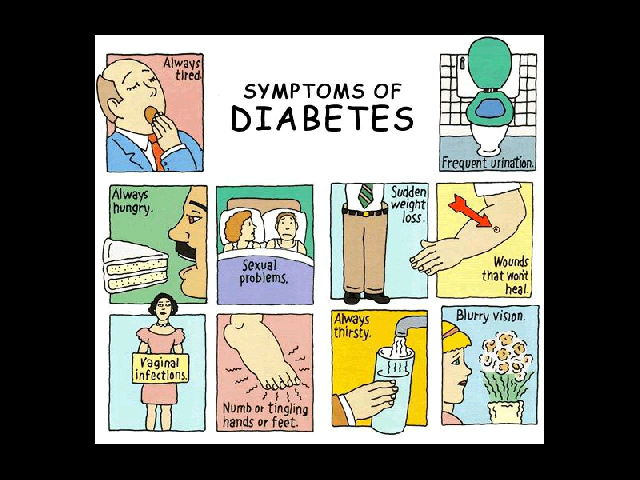 Always
tired.
SYMPTOMS OF
DIABETES
Frequent urination.
Always
hungry.
Sexual
problems.
Sudden
weight
loss.
Wounds
that won't
heal.
Vaginal
infections.
Numb or tingling
hands or feet.
Always
thirsty.
Blurry vision.